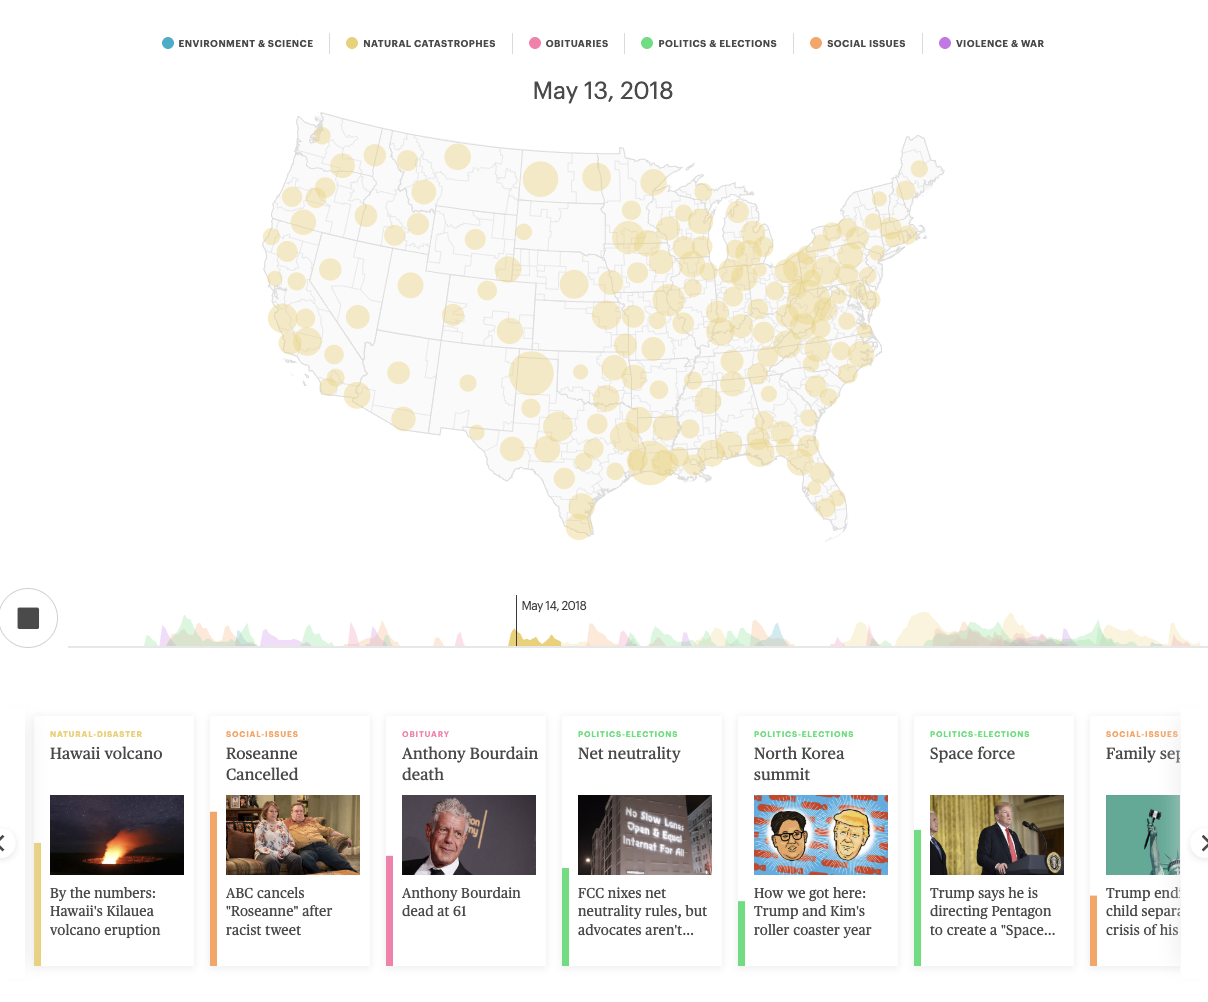 ENVIRONMENT & SCIENCE
NATURAL CATASTROPHES
OBITUARIES
POLITICS & ELECTIONS
SOCIAL ISSUES
VIOLENCE & WAR
May 13, 2018
May 14, 2018
NATURAL-DISASTER
Hawaii volcano
By the numbers:
Hawaii's Kilauea
volcano eruption
SOCIAL-ISSUES
Roseanne
Cancelled
ABC cancels
"Roseanne" after
racist tweet
OBITUARY
Anthony Bourdain
death
Anthony Bourdain
dead at 61
POLITICS-ELECTIONS
Net neutrality
No Slow Lanes
Open & Equal
Internet For All
FCC nixes net
neutrality rules, but
advocates aren't...
POLITICS-ELECTIONS
North Korea
summit
How we got here:
Trump and Kim's
roller coaster year
POLITICS-ELECTIONS
Space force
Trump says he is
directing Pentagon
to create a "Space...
SOCIAL-ISSUES
Family sep
Trump end
child separa
crisis of his